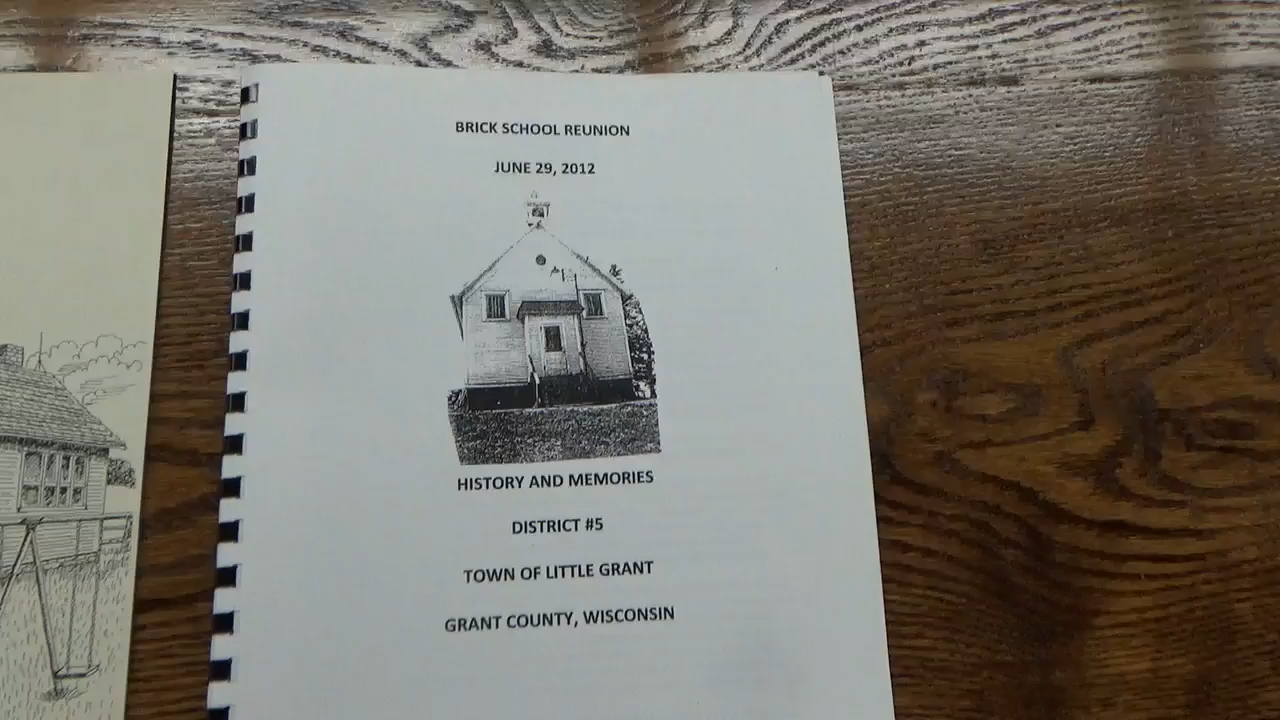 BRICK SCHOOL REUNION
JUNE 29, 2012
HISTORY AND MEMORIES
DISTRICT #5
TOWN OF LITTLE GRANT
GRANT COUNTY, WISCONSIN